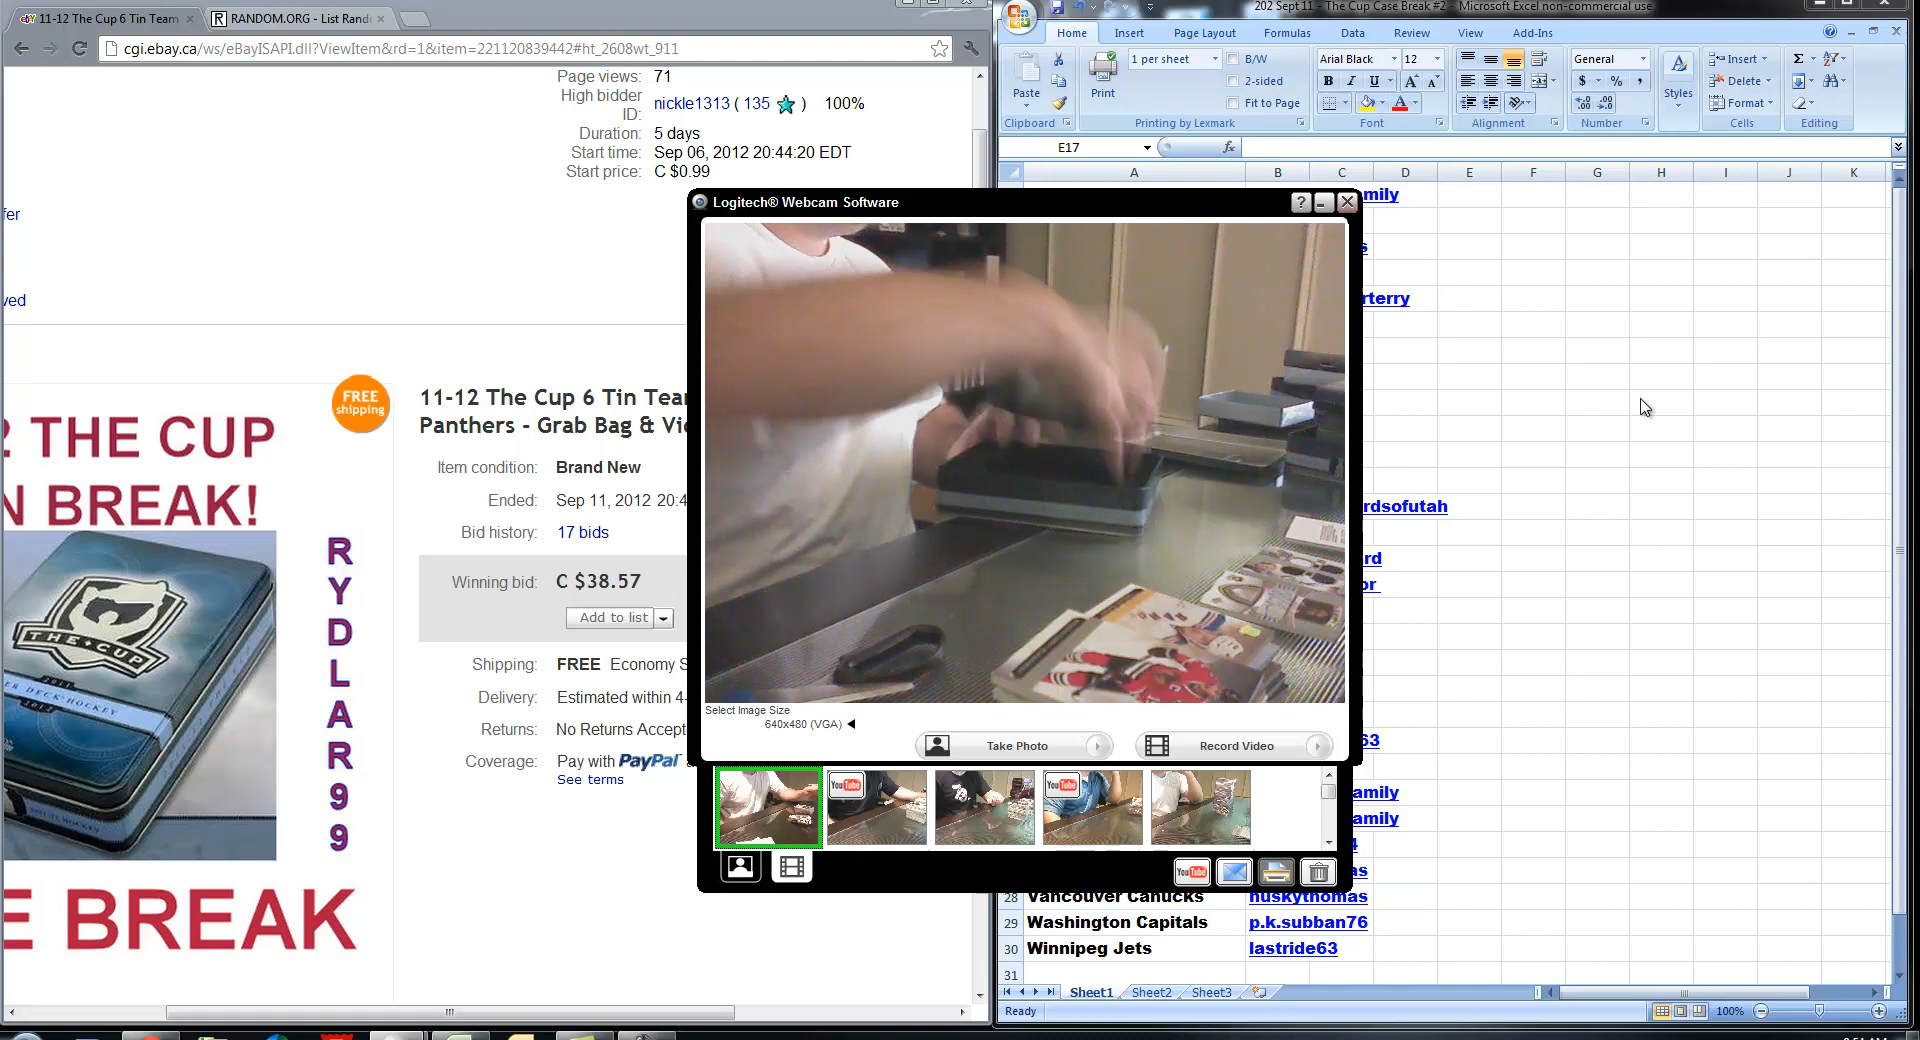 11-12 The Cup 6 Tin Team
RANDOM.ORG - List Rand
cgi.ebay.ca/ws/eBayISAPI.dll?ViewItem&rd=1&item=221120839442#ht_2608wt_911
Page views: 71
High bidder ID: nickle1313 ( 135 ) 100%
Duration: 5 days
Start time: Sep 06, 2012 20:44:20 EDT
Start price: C $0.99
fer
ved
FREE
shipping
THE CUP
N BREAK!
RYDLAR99
THE CUP
E BREAK
11-12 The Cup 6 Tin Tea
Panthers - Grab Bag & Vi
Item condition: Brand New
Ended: Sep 11, 2012 20:4
Bid history: 17 bids
Winning bid: C $38.57
Add to list
Shipping: FREE Economy S
Delivery: Estimated within 4-
Returns: No Returns Accept
Coverage: Pay with PayPal
See terms
Logitech® Webcam Software
Select Image Size
640x480 (VGA)
Take Photo
Record Video
YouTube
YouTube
YouTube
202 Sept 11 - The Cup Case Break #2 - Microsoft Excel non-commercial use
Home Insert Page Layout Formulas Data Review View Add-Ins
Paste
Clipboard
Print
1 per sheet
B/W
2-sided
Fit to Page
Printing by Lexmark
Arial Black 12
B I U
Font
Alignment
General
$ % ,
Number
Styles
Insert
Delete
Format
Cells
Editing
E17
A B C D E F G H I J K
mily
s
rterry
rdsofutah
rd
or
63
amily
amily
4
as
28 Vancouver Canucks huskythomas
29 Washington Capitals p.k.subban76
30 Winnipeg Jets lastride63
31
Sheet1 Sheet2 Sheet3
Ready
100%